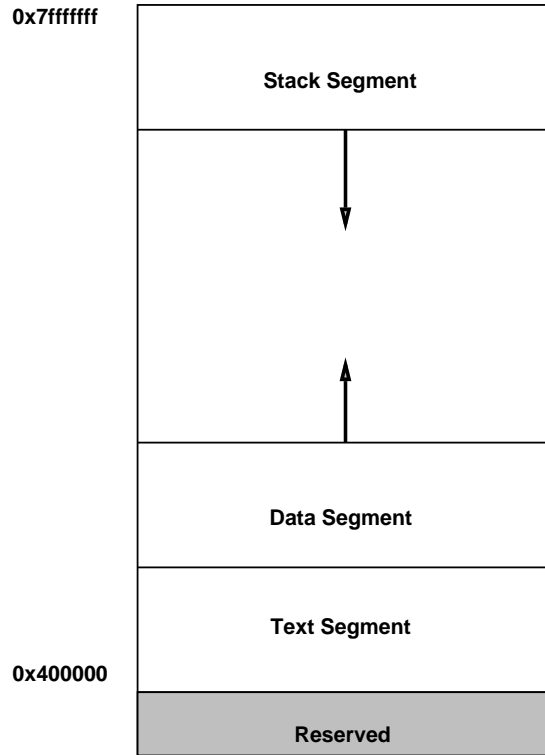 0x7fffffff
Stack Segment
Data Segment
Text Segment
0x400000
Reserved